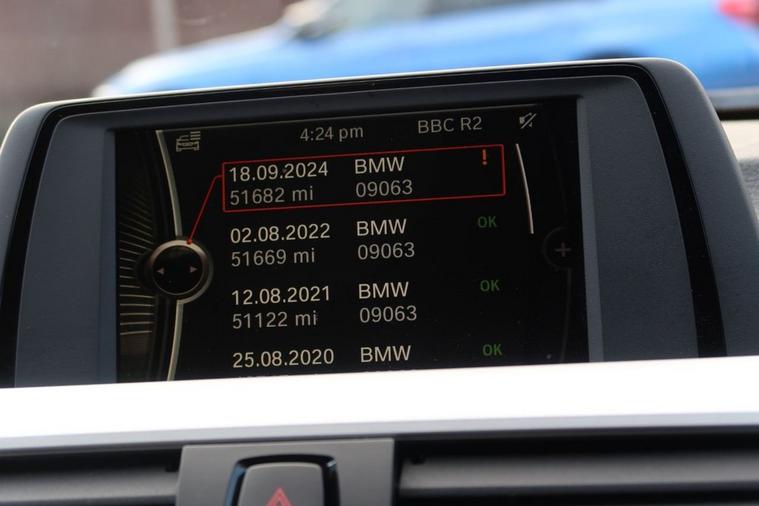 4:24 pm BBC R2
18.09.2024 BMW !
51682 mi 09063
02.08.2022 BMW OK
51669 mi 09063
12.08.2021 BMW OK
51122 mi 09063
25.08.2020 BMW OK